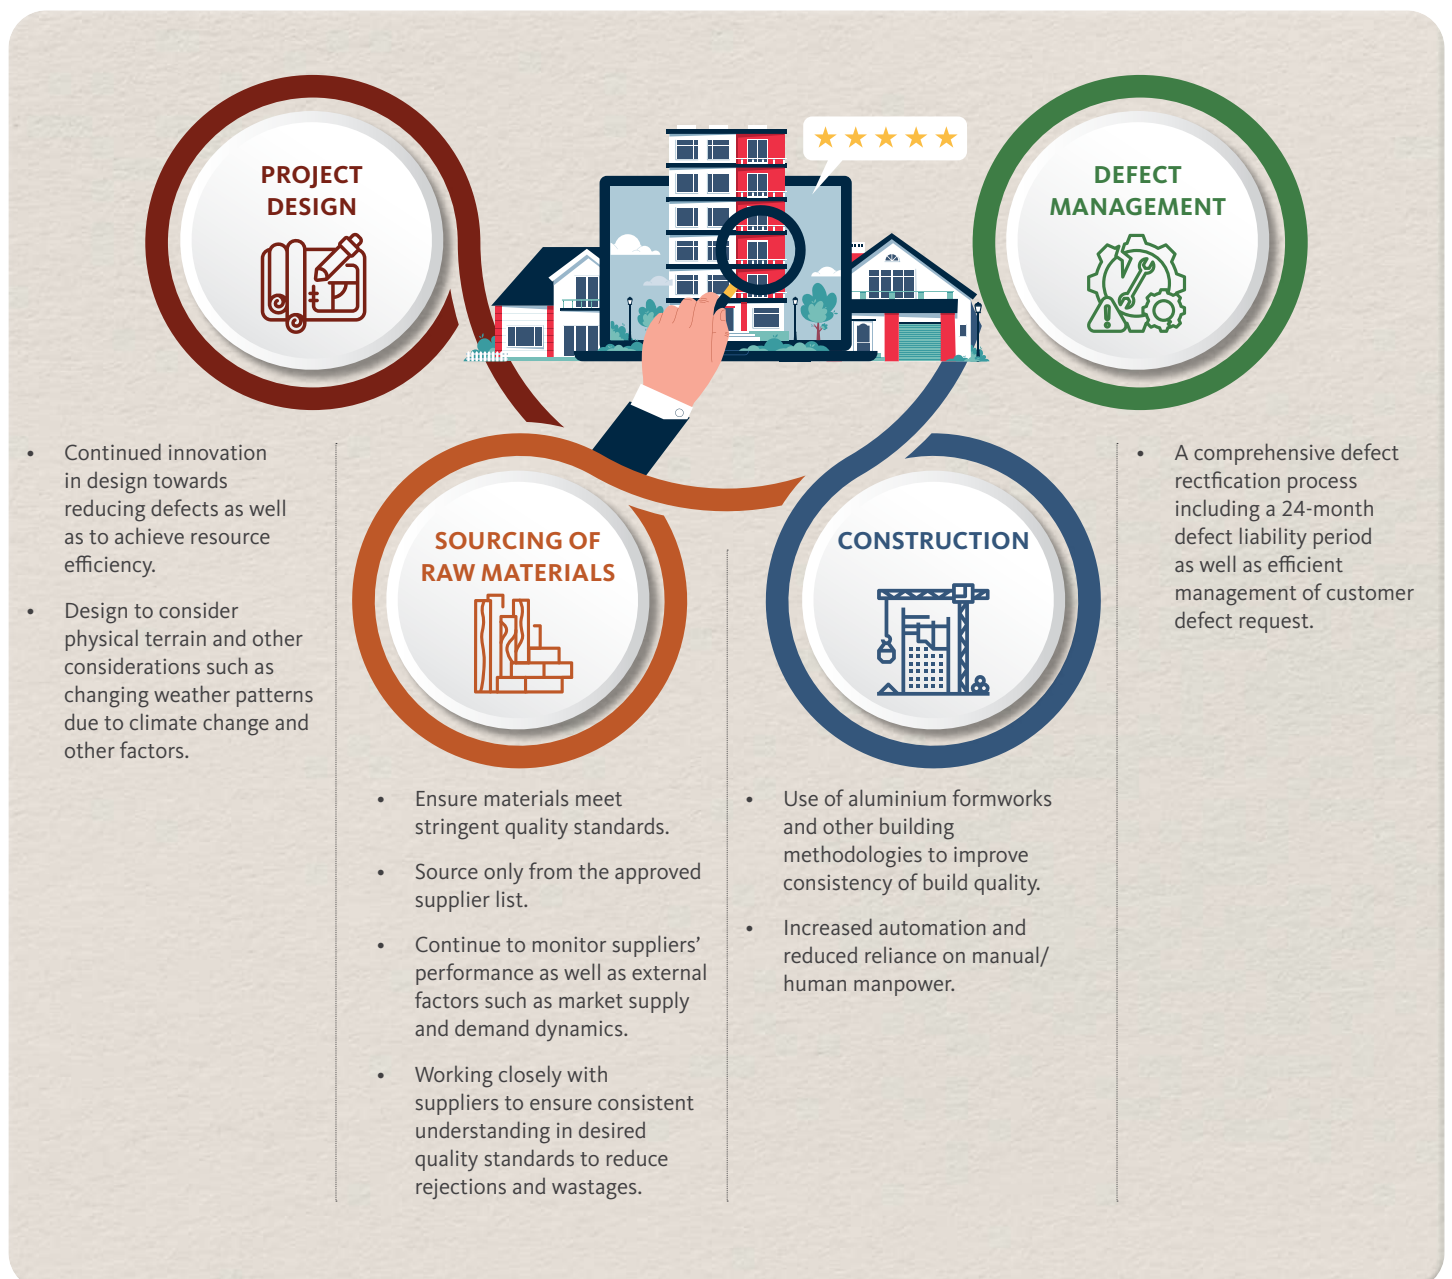 PROJECT
DESIGN
• Continued innovation
in design towards
reducing defects as well
as to achieve resource
efficiency.
• Design to consider
physical terrain and other
considerations such as
changing weather patterns
due to climate change and
other factors.
SOURCING OF
RAW MATERIALS
• Ensure materials meet
stringent quality standards.
• Source only from the approved
supplier list.
• Continue to monitor suppliers’
performance as well as external
factors such as market supply
and demand dynamics.
• Working closely with
suppliers to ensure consistent
understanding in desired
quality standards to reduce
rejections and wastages.
CONSTRUCTION
• Use of aluminium formworks
and other building
methodologies to improve
consistency of build quality.
• Increased automation and
reduced reliance on manual/
human manpower.
DEFECT
MANAGEMENT
• A comprehensive defect
rectfication process
including a 24-month
defect liability period
as well as efficient
management of customer
defect request.